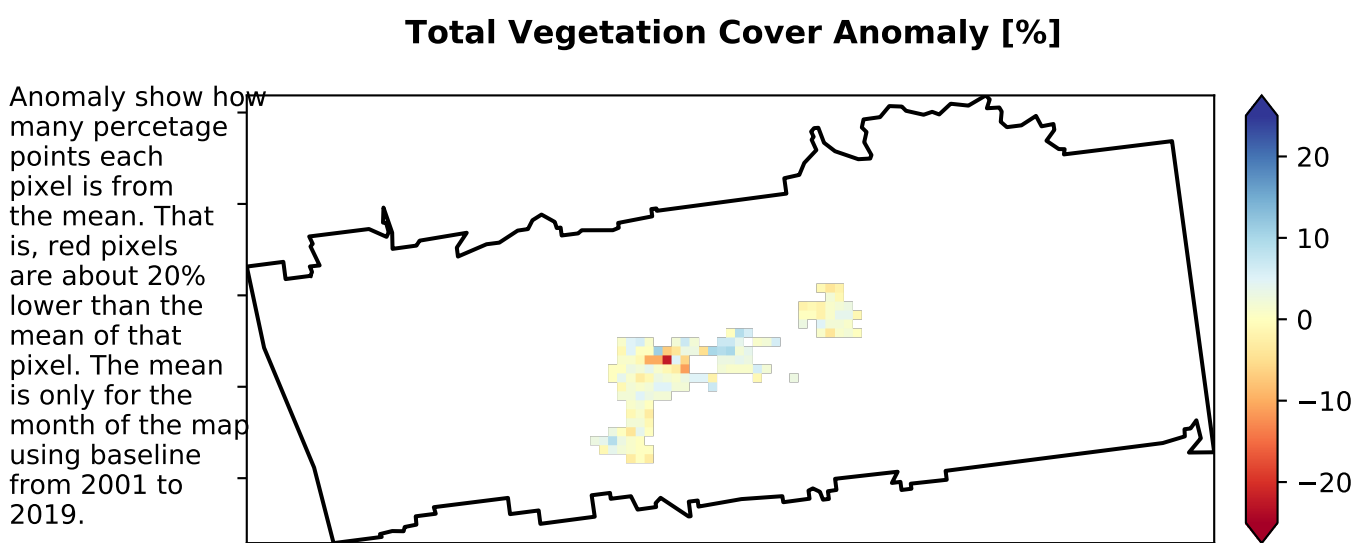 Total Vegetation Cover Anomaly [%]
Anomaly show how
many percetage
points each
pixel is from
the mean. That
is, red pixels
are about 20%
lower than the
mean of that
pixel. The mean
is only for the
month of the map
using baseline
from 2001 to
2019.
20
10
0
−10
−20